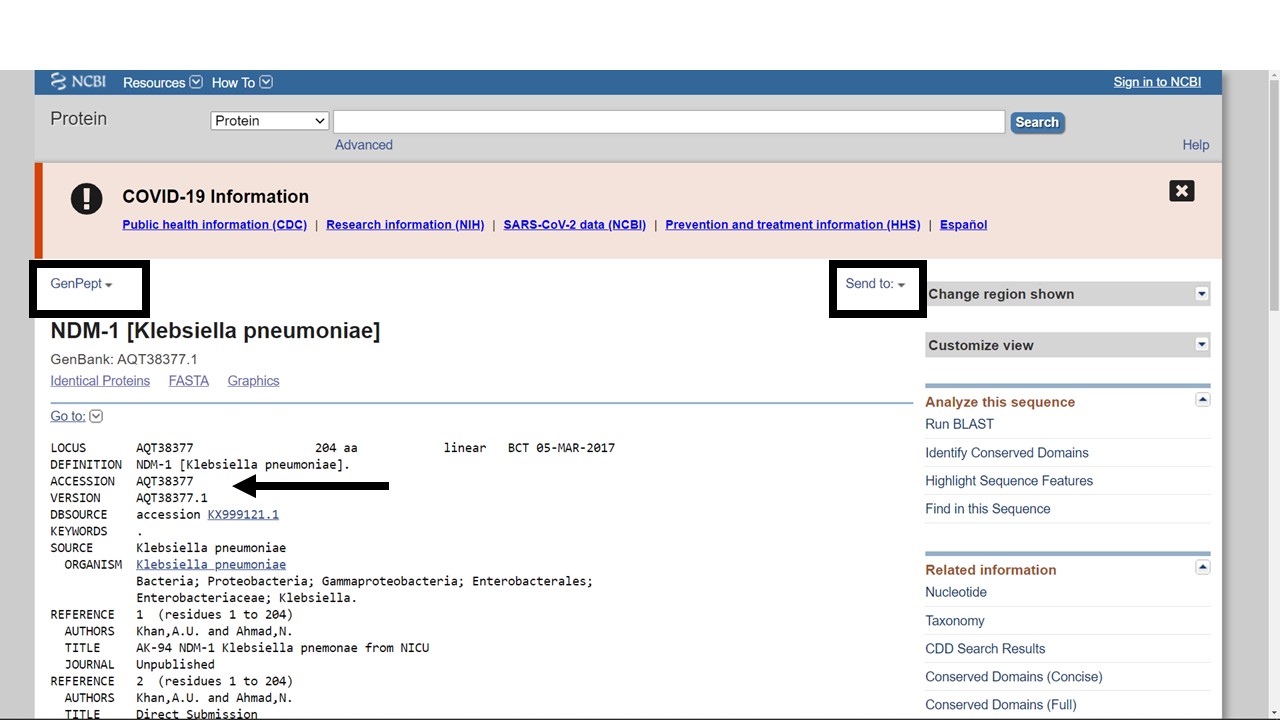 NCBI Resources How To Sign in to NCBI
Protein Protein Search
Advanced Help
COVID-19 Information
Public health information (CDC) | Research information (NIH) | SARS-CoV-2 data (NCBI) | Prevention and treatment information (HHS) | Español
GenPept Send to:
Change region shown
NDM-1 [Klebsiella pneumoniae]
GenBank: AQT38377.1
Identical Proteins FASTA Graphics
Go to:
LOCUS AQT38377 204 aa linear BCT 05-MAR-2017
DEFINITION NDM-1 [Klebsiella pneumoniae].
ACCESSION AQT38377
VERSION AQT38377.1
DBSOURCE accession KX999121.1
KEYWORDS .
SOURCE Klebsiella pneumoniae
ORGANISM Klebsiella pneumoniae
Bacteria; Proteobacteria; Gammaproteobacteria; Enterobacterales;
Enterobacteriaceae; Klebsiella.
REFERENCE 1 (residues 1 to 204)
AUTHORS Khan,A.U. and Ahmad,N.
TITLE AK-94 NDM-1 Klebsiella pnemonae from NICU
JOURNAL Unpublished
REFERENCE 2 (residues 1 to 204)
AUTHORS Khan,A.U. and Ahmad,N.
TITLE Direct Submission
Customize view
Analyze this sequence
Run BLAST
Identify Conserved Domains
Highlight Sequence Features
Find in this Sequence
Related information
Nucleotide
Taxonomy
CDD Search Results
Conserved Domains (Concise)
Conserved Domains (Full)